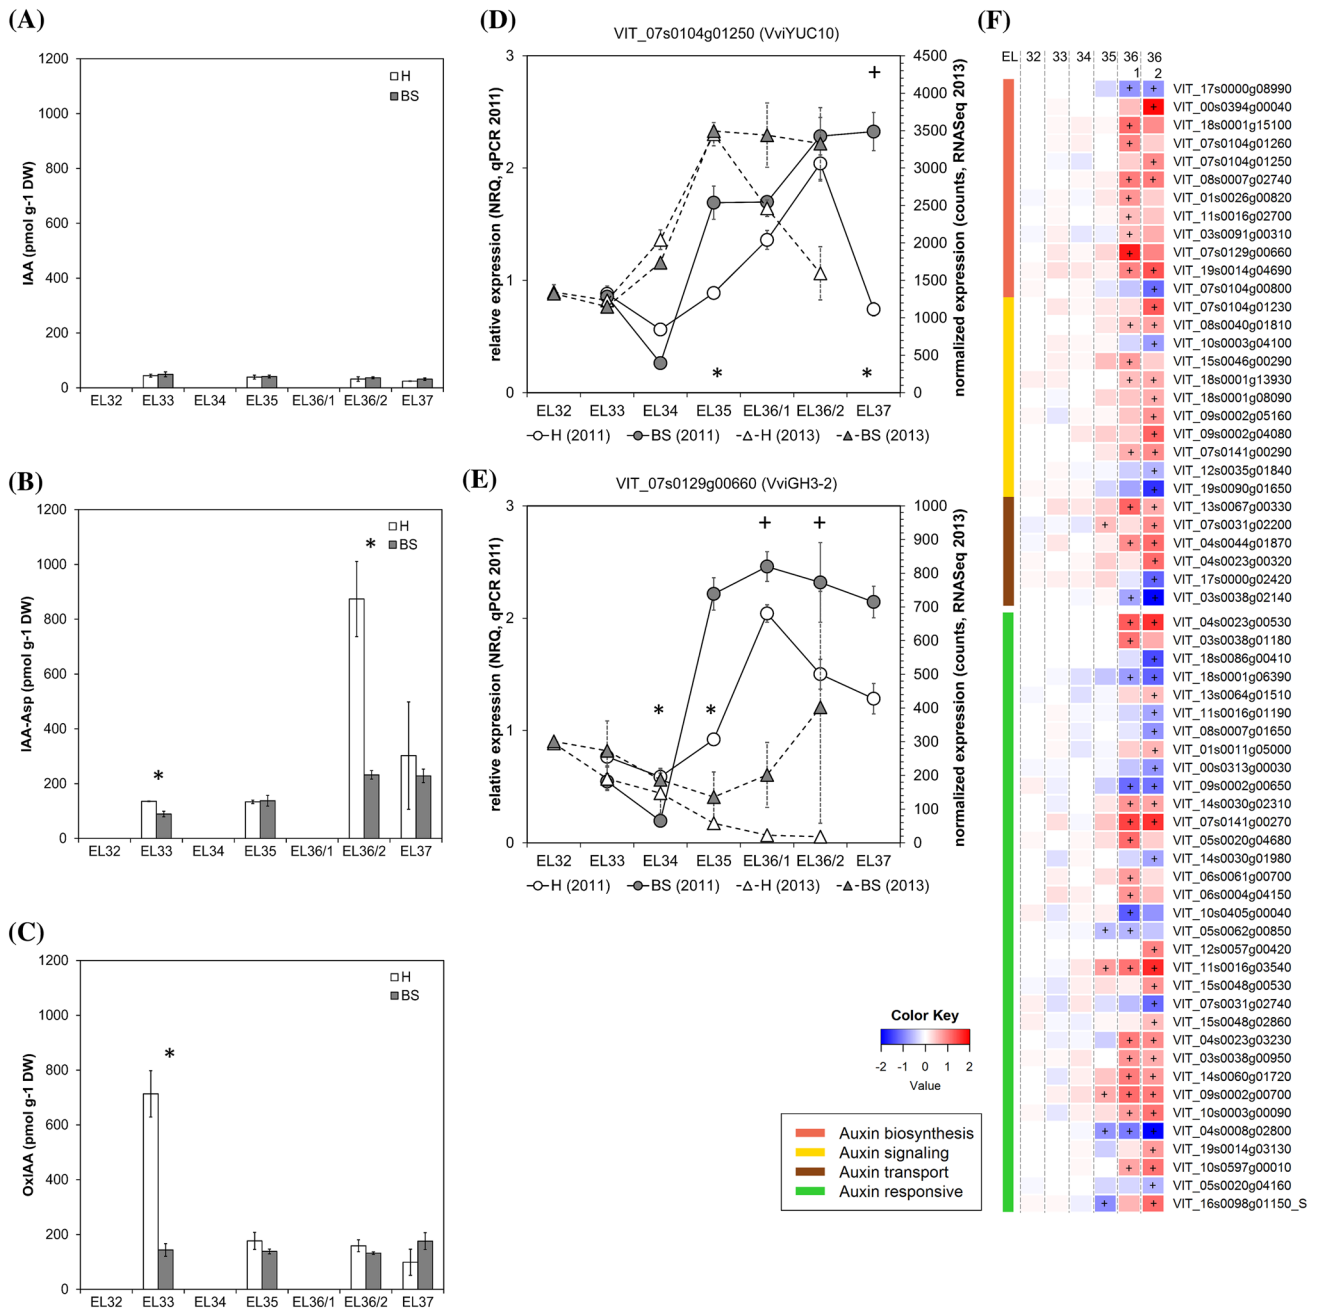 (A)
1200
1000
800
600
400
200
0
IAA (pmol g-1 DW)
H
BS
EL32 EL33 EL34 EL35 EL36/1 EL36/2 EL37
(B)
1200
1000
800
600
400
200
0
IAA-Asp (pmol g-1 DW)
H
BS
*
*
EL32 EL33 EL34 EL35 EL36/1 EL36/2 EL37
(C)
1200
1000
800
600
400
200
0
OxIAA (pmol g-1 DW)
H
BS
*
EL32 EL33 EL34 EL35 EL36/1 EL36/2 EL37
(D)
VIT_07s0104g01250 (VviYUC10)
3
2
1
0
relative expression (NRQ, qPCR 2011)
4500
4000
3500
3000
2500
2000
1500
1000
500
0
normalized expression (counts, RNASeq 2013)
+
* *
EL32 EL33 EL34 EL35 EL36/1 EL36/2 EL37
H (2011) BS (2011) H (2013) BS (2013)
(E)
VIT_07s0129g00660 (VviGH3-2)
3
2
1
0
relative expression (NRQ, qPCR 2011)
1000
900
800
700
600
500
400
300
200
100
0
normalized expression (counts, RNASeq 2013)
+ +
* *
EL32 EL33 EL34 EL35 EL36/1 EL36/2 EL37
H (2011) BS (2011) H (2013) BS (2013)
Color Key
-2 -1 0 1 2
Value
Auxin biosynthesis
Auxin signaling
Auxin transport
Auxin responsive
(F)
EL 32 33 34 35 36 36
1 2
+ + VIT_17s0000g08990
+ VIT_00s0394g00040
+ VIT_18s0001g15100
+ VIT_07s0104g01260
+ VIT_07s0104g01250
+ + VIT_08s0007g02740
+ VIT_01s0026g00820
+ VIT_11s0016g02700
+ VIT_03s0091g00310
+ VIT_07s0129g00660
+ + VIT_19s0014g04690
+ VIT_07s0104g00800
+ VIT_07s0104g01230
+ + VIT_08s0040g01810
+ VIT_10s0003g04100
+ VIT_15s0046g00290
+ + VIT_18s0001g13930
+ VIT_18s0001g08090
+ VIT_09s0002g05160
+ VIT_09s0002g04080
+ + VIT_07s0141g00290
+ VIT_12s0035g01840
+ VIT_19s0090g01650
+ + VIT_13s0067g00330
+ + VIT_07s0031g02200
+ + VIT_04s0044g01870
+ VIT_04s0023g00320
+ VIT_17s0000g02420
+ + VIT_03s0038g02140
+ + VIT_04s0023g00530
+ VIT_03s0038g01180
+ VIT_18s0086g00410
+ + VIT_18s0001g06390
+ VIT_13s0064g01510
+ VIT_11s0016g01190
+ VIT_08s0007g01650
+ VIT_01s0011g05000
+ VIT_00s0313g00030
+ + VIT_09s0002g00650
+ + VIT_14s0030g02310
+ + VIT_07s0141g00270
+ VIT_05s0020g04680
+ VIT_14s0030g01980
+ VIT_06s0061g00700
+ VIT_06s0004g04150
+ VIT_10s0405g00040
+ + VIT_05s0062g00850
+ VIT_12s0057g00420
+ + + VIT_11s0016g03540
+ VIT_15s0048g00530
+ VIT_07s0031g02740
+ VIT_15s0048g02860
+ + VIT_04s0023g03230
+ + VIT_03s0038g00950
+ + VIT_14s0060g01720
+ + + VIT_09s0002g00700
+ + VIT_10s0003g00090
+ + + VIT_04s0008g02800
+ VIT_19s0014g03130
+ + VIT_10s0597g00010
+ VIT_05s0020g04160
+ + VIT_16s0098g01150_S